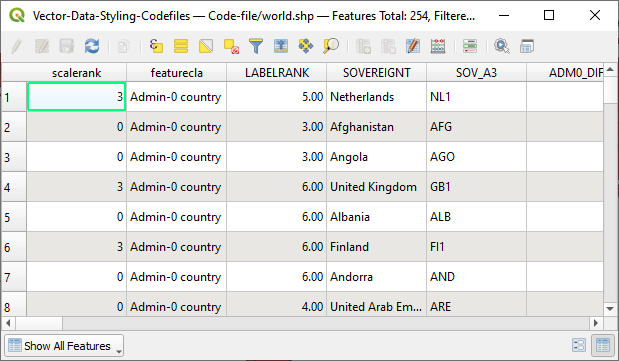 Vector-Data-Styling-Codefiles — Code-file/world.shp — Features Total: 254, Filtere...
scalerank featurecla LABELRANK SOVEREIGNT SOV_A3 ADM0_DIF
1 3 Admin-0 country 5.00 Netherlands NL1
2 0 Admin-0 country 3.00 Afghanistan AFG
3 0 Admin-0 country 3.00 Angola AGO
4 3 Admin-0 country 6.00 United Kingdom GB1
5 0 Admin-0 country 6.00 Albania ALB
6 3 Admin-0 country 6.00 Finland FI1
7 0 Admin-0 country 6.00 Andorra AND
8 0 Admin-0 country 4.00 United Arab Em... ARE
Show All Features